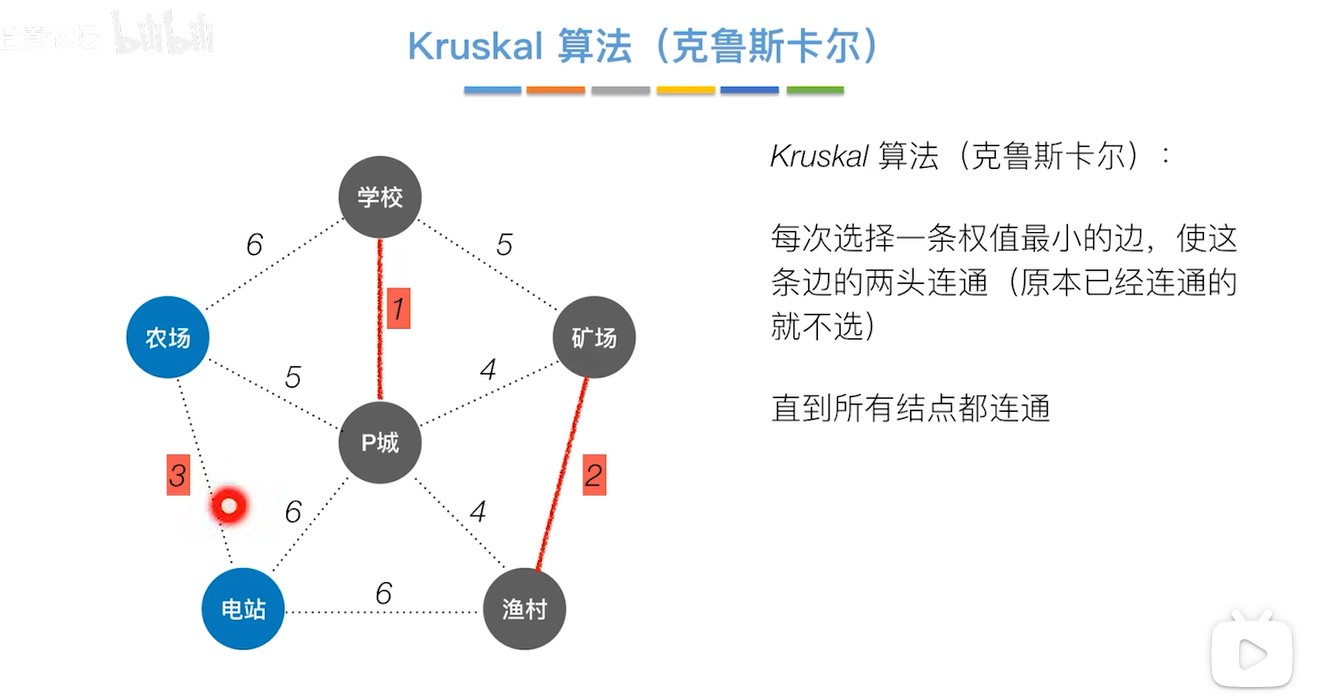 bilibili
Kruskal 算法（克鲁斯卡尔）
Kruskal 算法（克鲁斯卡尔）：
每次选择一条权值最小的边，使这
条边的两头连通（原本已经连通的
就不选）
直到所有结点都连通
学校
6
5
1
农场
矿场
5
4
P城
3
2
6
4
6
电站
渔村